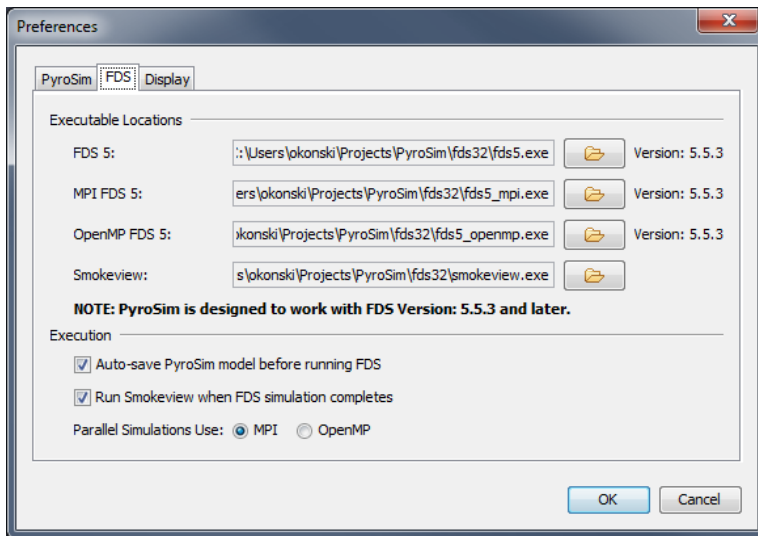 Preferences
PyroSim FDS Display
Executable Locations
FDS 5: :\Users\okonski\Projects\PyroSim\fds32\fds5.exe Version: 5.5.3
MPI FDS 5: ers\okonski\Projects\PyroSim\fds32\fds5_mpi.exe Version: 5.5.3
OpenMP FDS 5: okonski\Projects\PyroSim\fds32\fds5_openmp.exe Version: 5.5.3
Smokeview: s\okonski\Projects\PyroSim\fds32\smokeview.exe
NOTE: PyroSim is designed to work with FDS Version: 5.5.3 and later.
Execution
Auto-save PyroSim model before running FDS
Run Smokeview when FDS simulation completes
Parallel Simulations Use: MPI OpenMP
OK Cancel